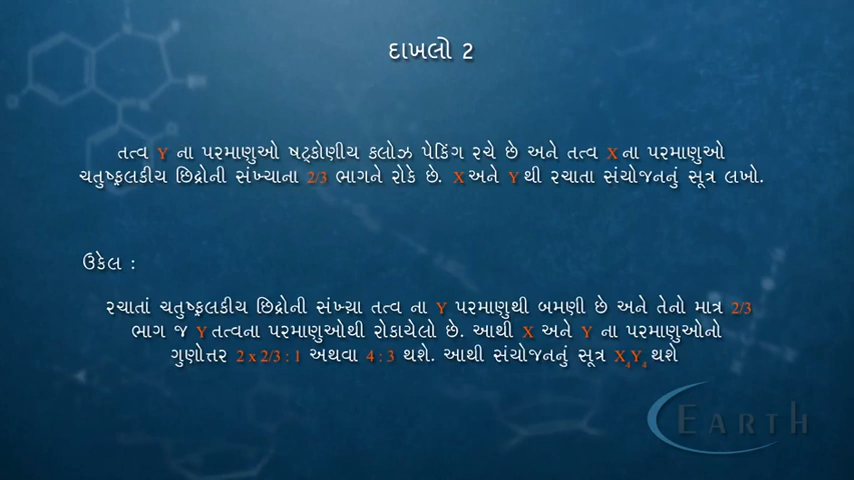 દાખલો 2
તત્વ Y ના પરમાણુઓ ષટ્કોણીય ક્લોઝ પેકિંગ રચે છે અને તત્વ X ના પરમાણુઓ
ચતુષ્ફલકીય છિદ્રોની સંખ્યાના 2/3 ભાગને રોકે છે. X અને Y થી રચાતા સંયોજનનું સૂત્ર લખો.
ઉકેલ :
રચાતાં ચતુષ્ફલકીય છિદ્રોની સંખ્યા તત્વ ના Y પરમાણુથી બમણી છે અને તેનો માત્ર 2/3
ભાગ જ Y તત્વના પરમાણુઓથી રોકાયેલો છે. આથી X અને Y ના પરમાણુઓનો
ગુણોત્તર 2 x 2/3 : 1 અથવા 4 : 3 થશે. આથી સંયોજનનું સૂત્ર X₄Y₄ થશે
EARTH